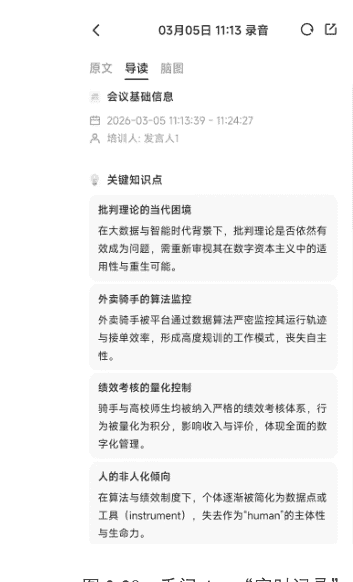 03月05日 11:13 录音
原文 导读 脑图
会议基础信息
2026-03-05 11:13:39 - 11:24:27
培训人: 发言人1
关键知识点
批判理论的当代困境
在大数据与智能时代背景下，批判理论是否依然有
效成为问题，需重新审视其在数字资本主义中的适
用性与重生可能。
外卖骑手的算法监控
外卖骑手被平台通过数据算法严密监控其运行轨迹
与接单效率，形成高度规训的工作模式，丧失自主
性。
绩效考核的量化控制
骑手与高校师生均被纳入严格的绩效考核体系，行
为被量化为积分，影响收入与评价，体现全面的数
字化管理。
人的非人化倾向
在算法与绩效制度下，个体逐渐被简化为数据点或
工具（instrument），失去作为“human”的主体性
与生命力。